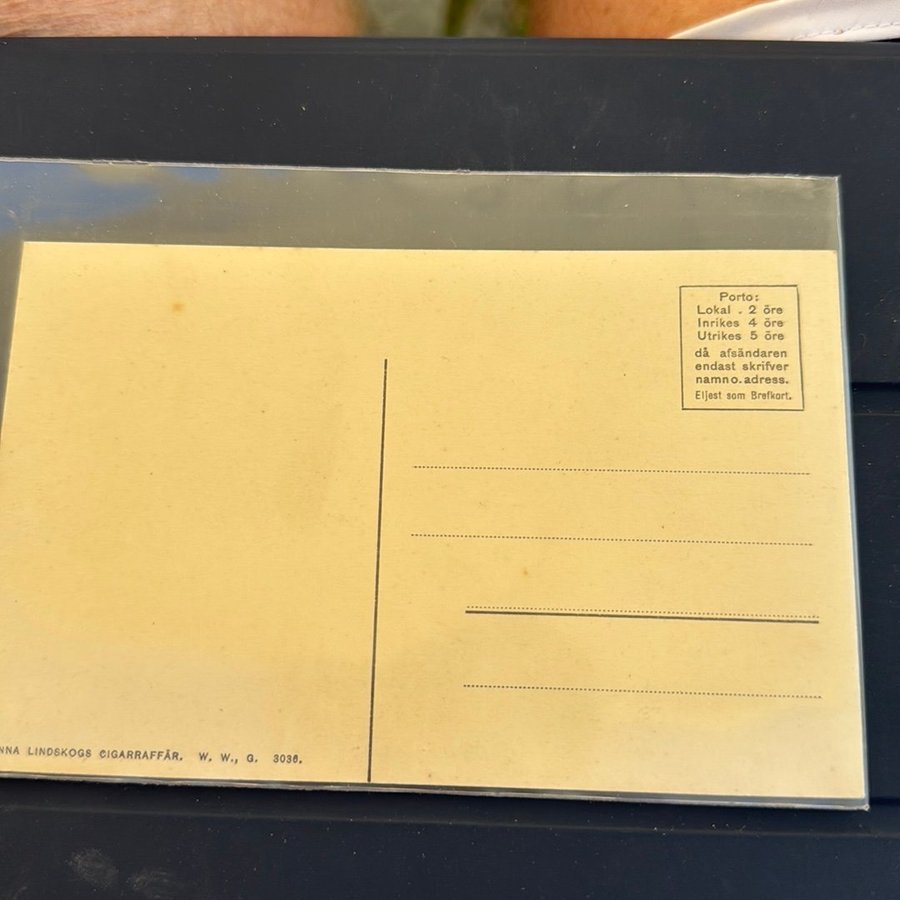 Porto:
Lokal . 2 öre
Inrikes 4 öre
Utrikes 5 öre
då afsändaren
endast skrifver
namn o. adress.
Eljest som Brefkort.
LINDSKOGS CIGARRAFFÄR. W. W., G. 3036.